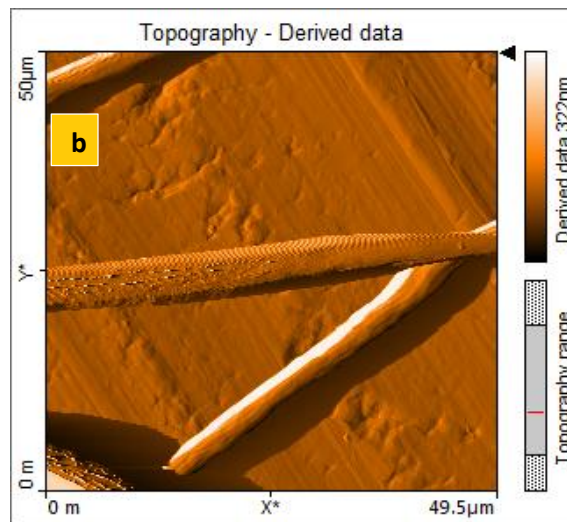 Topography - Derived data
50µm
b
Y*
0 m
0 m
X*
49.5µm
Derived data 322nm
Topography range